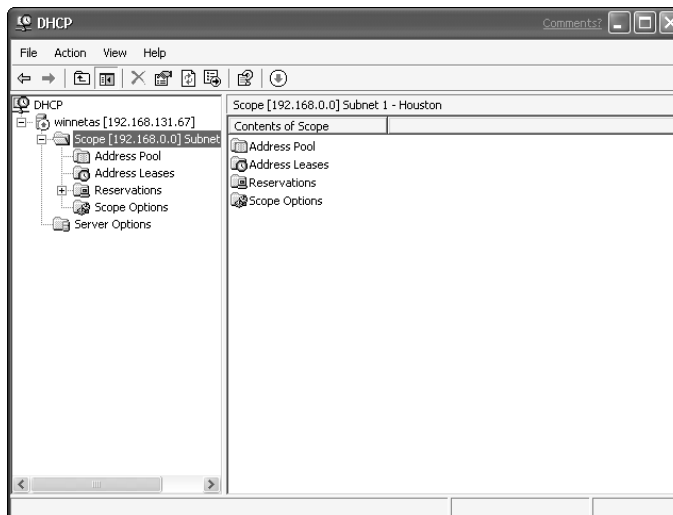 DHCP
Comments?
File Action View Help
DHCP
winnetas [192.168.131.67]
Scope [192.168.0.0] Subnet
Address Pool
Address Leases
Reservations
Scope Options
Server Options
Scope [192.168.0.0] Subnet 1 - Houston
Contents of Scope
Address Pool
Address Leases
Reservations
Scope Options